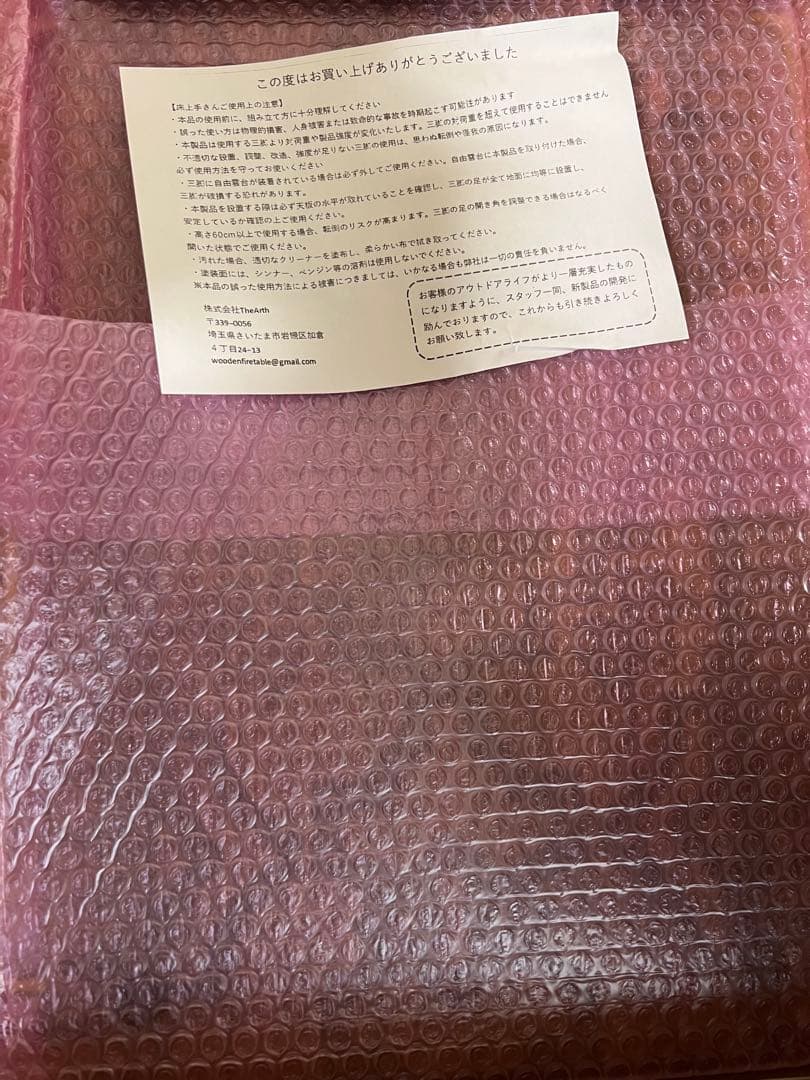 この度はお買い上げありがとうございました
【床上手さんご使用上の注意】
・本品の使用前に、組み立て方に十分理解してください
・誤った使い方は物理的損害、人身被害または致命的な事故を時期起こす可能性があります
・本製品は使用する三脚より対荷重や製品強度が変化いたします。三脚の対荷重を超えて使用することはできません
・不適切な設置、調整、改造、強度が足りない三脚の使用は、思わぬ転倒や怪我の原因になります。
必ず使用方法を守ってお使いください
・三脚に自由雲台が装着されている場合は必ず外してご使用ください。自由雲台に本製品を取り付けた場合、
三脚が破損する恐れがあります。
・本製品を設置する際は必ず天板の水平が取れていることを確認し、三脚の足が全て地面に均等に設置し、
安定しているか確認の上ご使用ください。
・高さ60cm以上で使用する場合、転倒のリスクが高まります。三脚の足の開き角を調整できる場合はなるべく
開いた状態でご使用ください。
・汚れた場合、適切なクリーナーを塗布し、柔らかい布で拭き取ってください。
・塗装面には、シンナー、ベンジン等の溶剤は使用しないでください。
※本品の誤った使用方法による被害につきましては、いかなる場合も弊社は一切の責任を負いません。
株式会社TheArth
〒339-0056
埼玉県さいたま市岩槻区加倉
４丁目24-13
woodenfiretable@gmail.com
お客様のアウトドアライフがより一層充実したもの
になりますように、スタッフ一同、新製品の開発に
励んでおりますので、これからも引き続きよろしく
お願い致します。